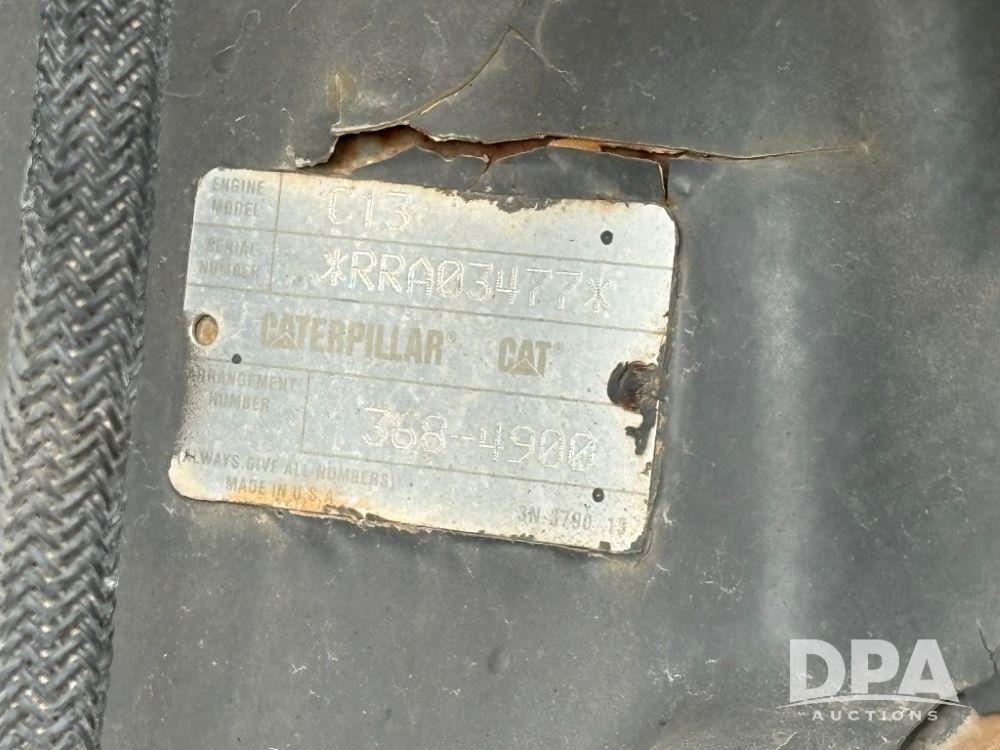 ENGINE MODEL C13
SERIAL NUMBER *RRA03477*
CATERPILLAR® CAT®
ARRANGEMENT NUMBER 368-4900
(ALWAYS GIVE ALL NUMBERS)
MADE IN U.S.A.
3N-3790 15
DPA
AUCTIONS